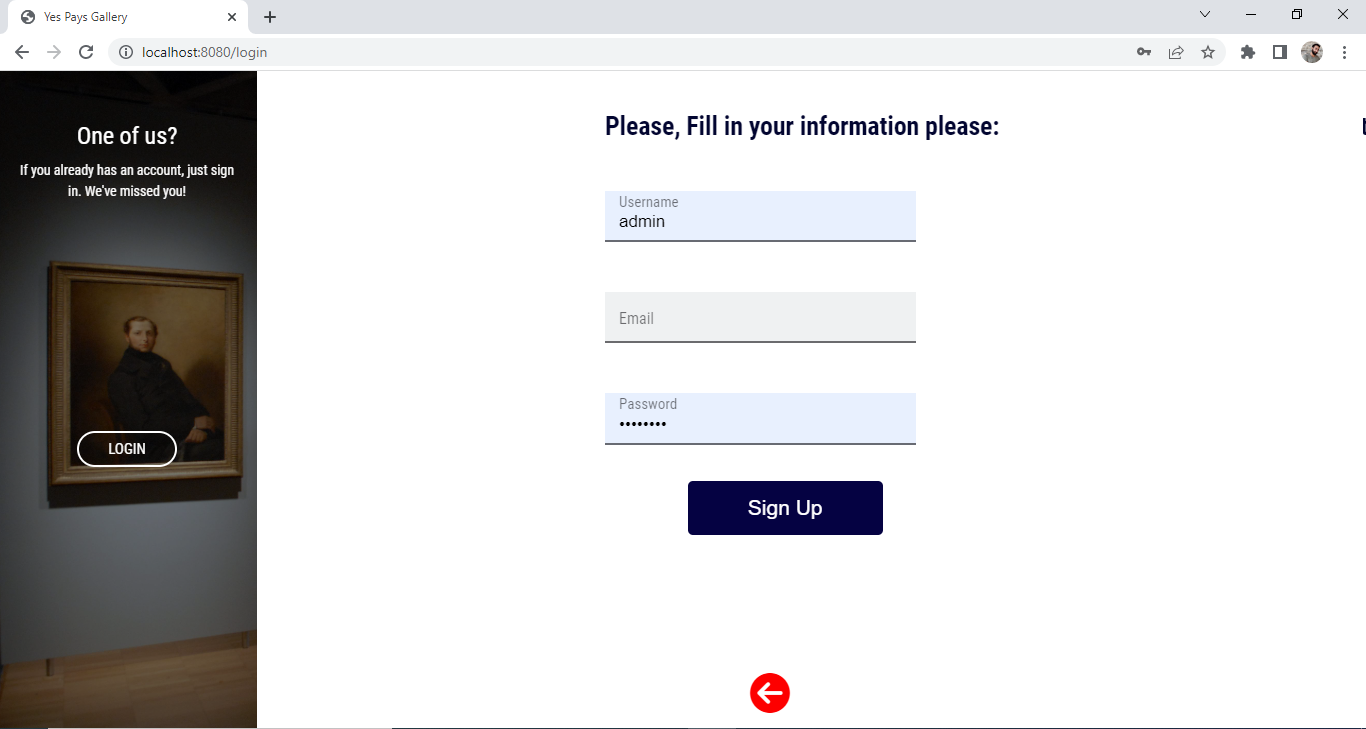 Yes Pays Gallery
localhost:8080/login
One of us?
If you already has an account, just sign
in. We've missed you!
LOGIN
Please, Fill in your information please:
Username
admin
Email
Password
••••••••
Sign Up